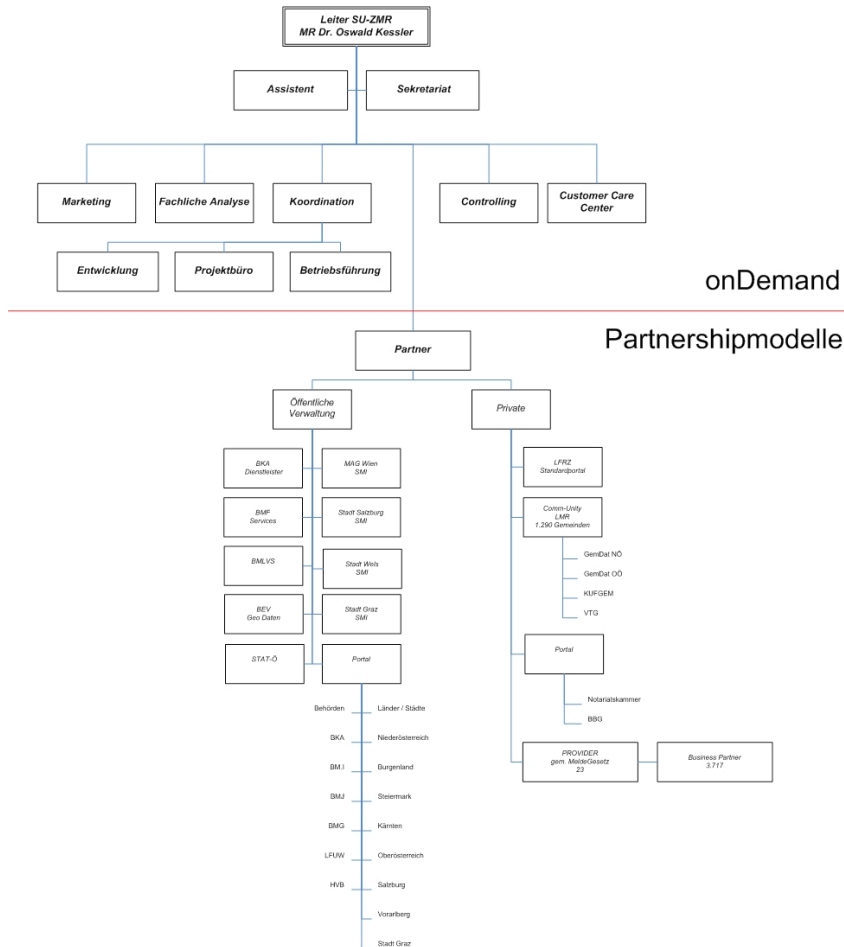 Leiter SU-ZMR
MR Dr. Oswald Kessler
Assistent
Sekretariat
Marketing
Fachliche Analyse
Koordination
Controlling
Customer Care
Center
Entwicklung
Projektbüro
Betriebsführung
onDemand
Partnershipmodelle
Partner
Öffentliche
Verwaltung
Private
BKA
Dienstleister
MAG Wien
SMI
LFRZ
Standardportal
BMF
Services
Stadt Salzburg
SMI
Comm-Unity
LMR
1.290 Gemeinden
BMLVS
Stadt Wels
SMI
GemDat NÖ
GemDat OÖ
KUFGEM
VTG
BEV
Geo Daten
Stadt Graz
SMI
STAT-Ö
Portal
Portal
Notariatskammer
BBG
Behörden
Länder / Städte
BKA
Niederösterreich
PROVIDER
gem. MeldeGesetz
23
Business Partner
3.717
BM.I
Burgenland
BMJ
Steiermark
BMG
Kärnten
LFUW
Oberösterreich
HVB
Salzburg
Vorarlberg
Stadt Graz